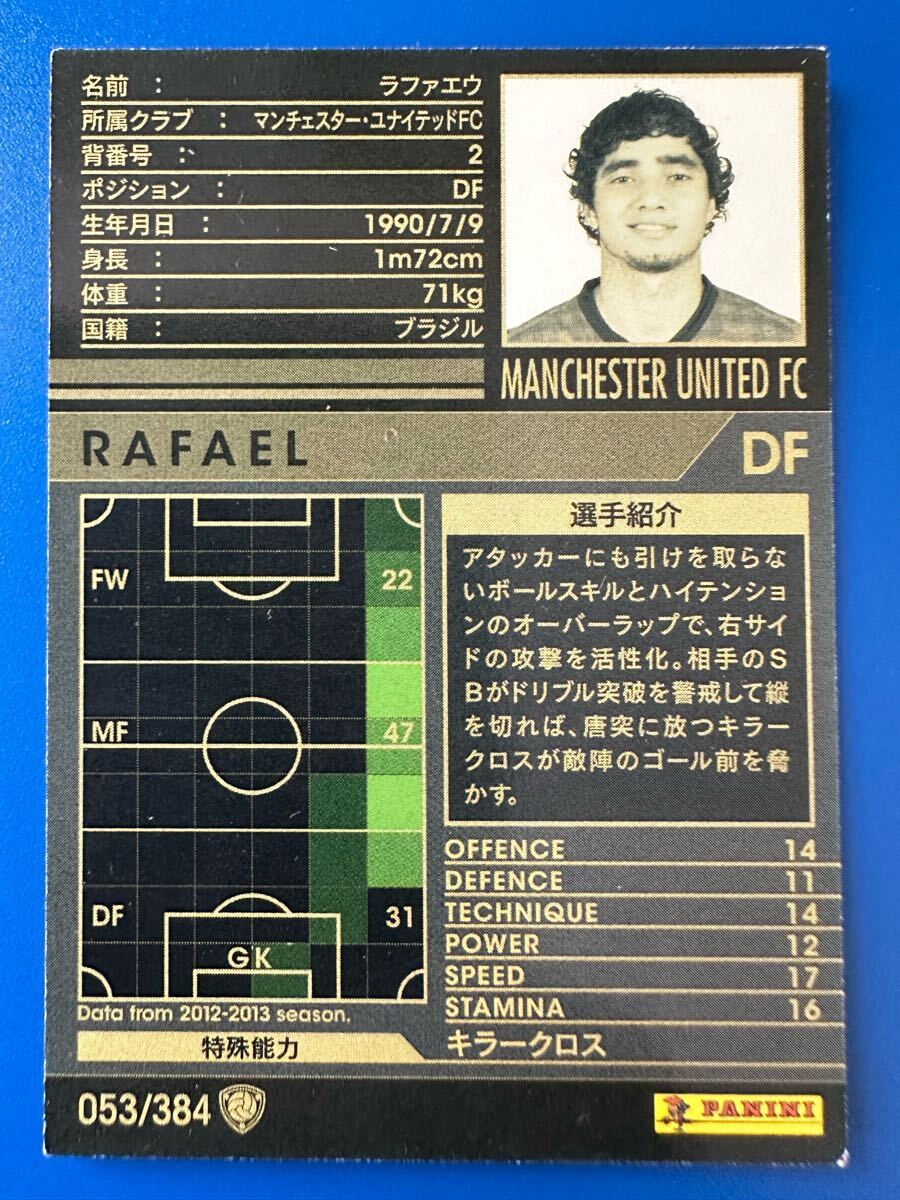 名前 : ラファエウ
所属クラブ : マンチェスター・ユナイテッドFC
背番号 : 2
ポジション : DF
生年月日 : 1990/7/9
身長 : 1m72cm
体重 : 71kg
国籍 : ブラジル
MANCHESTER UNITED FC
RAFAEL
DF
FW 22
MF 47
DF 31
GK
Data from 2012-2013 season.
選手紹介
アタッカーにも引けを取らな
いボールスキルとハイテンショ
ンのオーバーラップで、右サイ
ドの攻撃を活性化。相手のS
Bがドリブル突破を警戒して縦
を切れば、唐突に放つキラー
クロスが敵陣のゴール前を脅
かす。
OFFENCE 14
DEFENCE 11
TECHNIQUE 14
POWER 12
SPEED 17
STAMINA 16
特殊能力 キラークロス
053/384
PANINI